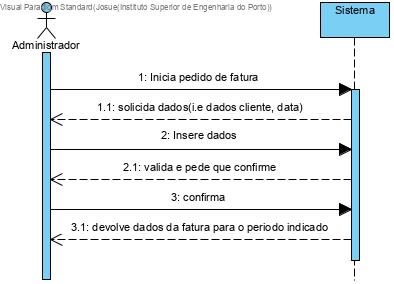 Visual Paradigm Standard(Josue(Instituto Superior de Engenharia do Porto))
Sistema
Administrador
1: Inicia pedido de fatura
1.1: solicida dados(i.e dados cliente, data)
2: Insere dados
2.1: valida e pede que confirme
3: confirma
3.1: devolve dados da fatura para o periodo indicado